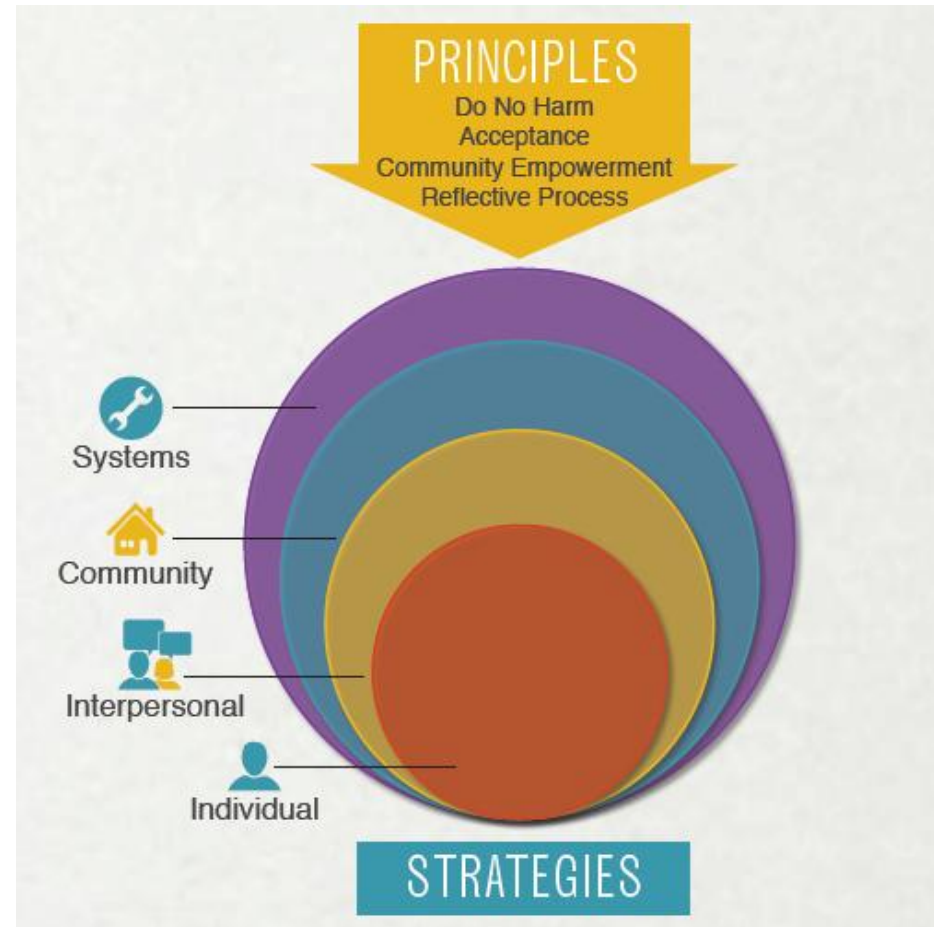 PRINCIPLES
Do No Harm
Acceptance
Community Empowerment
Reflective Process
Systems
Community
Interpersonal
Individual
STRATEGIES